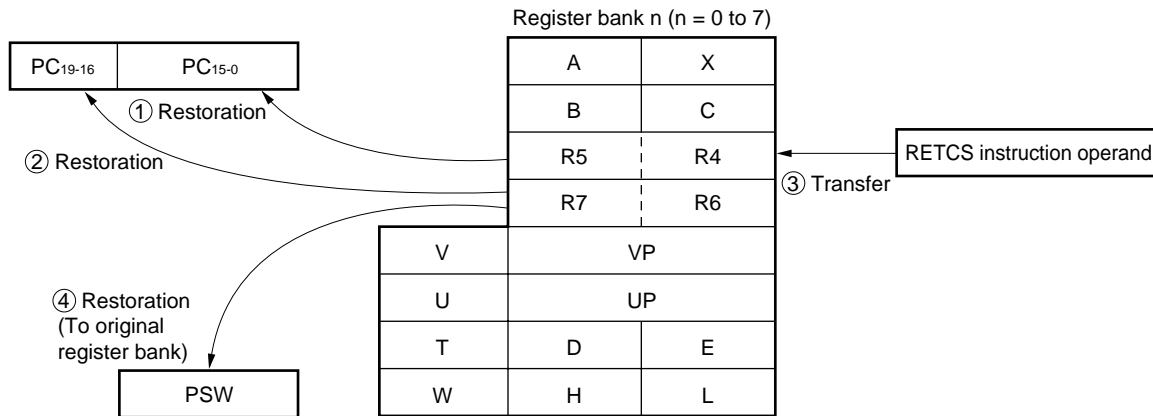 Register bank n (n = 0 to 7)
PC19-16 PC15-0
A X
① Restoration
B C
② Restoration
R5 R4
RETCS instruction operand
③ Transfer
R7 R6
V VP
④ Restoration
(To original
register bank)
U UP
T D E
PSW
W H L